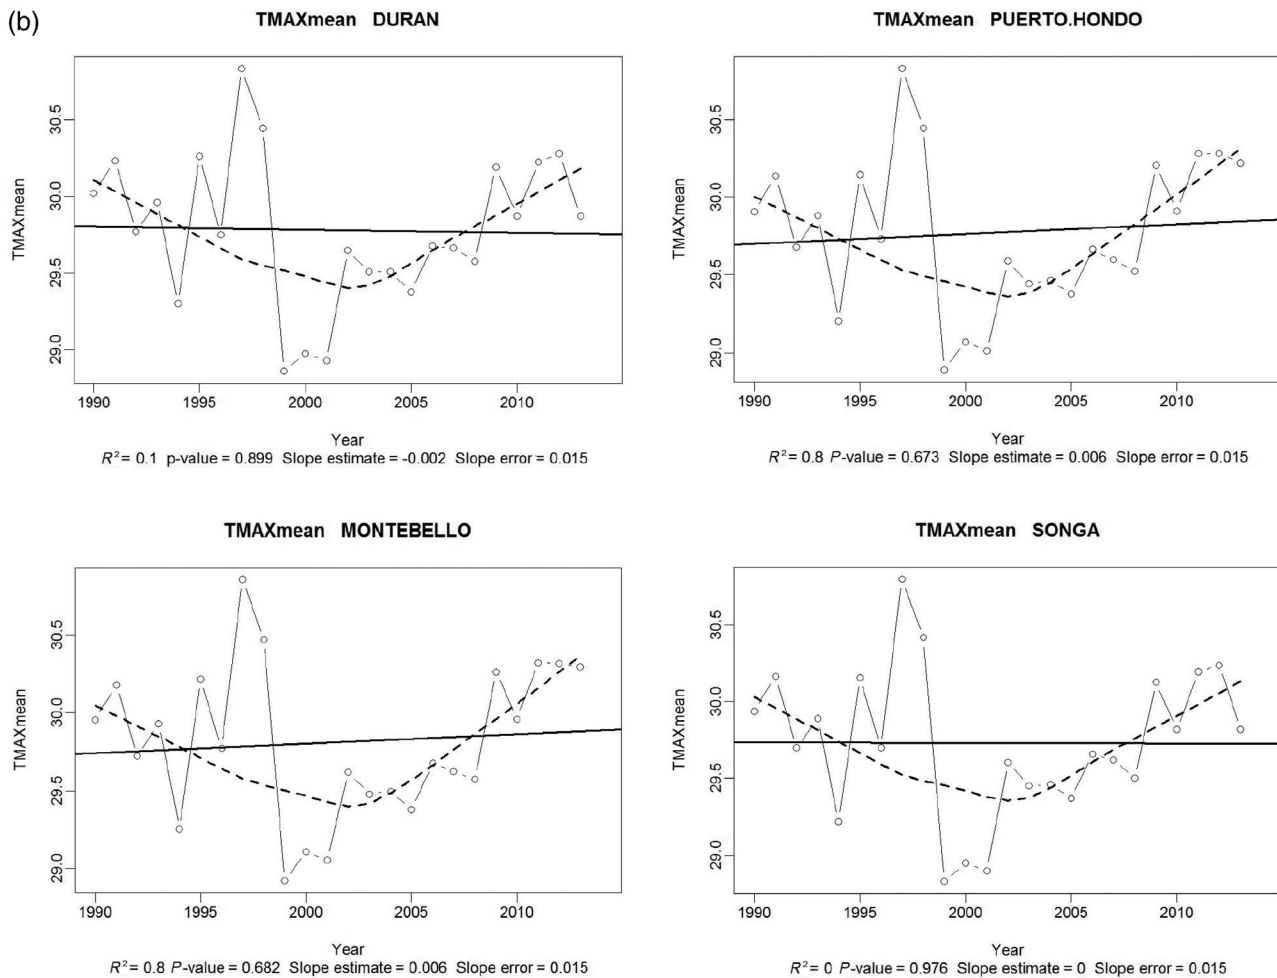 (b)
TMAXmean DURAN
TMAXmean
30.5
30.0
29.5
29.0
1990 1995 2000 2005 2010
Year
R² = 0.1 p-value = 0.899 Slope estimate = -0.002 Slope error = 0.015
TMAXmean PUERTO.HONDO
TMAXmean
30.5
30.0
29.5
29.0
1990 1995 2000 2005 2010
Year
R² = 0.8 P-value = 0.673 Slope estimate = 0.006 Slope error = 0.015
TMAXmean MONTEBELLO
TMAXmean
30.5
30.0
29.5
29.0
1990 1995 2000 2005 2010
Year
R² = 0.8 P-value = 0.682 Slope estimate = 0.006 Slope error = 0.015
TMAXmean SONGA
TMAXmean
30.5
30.0
29.5
29.0
1990 1995 2000 2005 2010
Year
R² = 0 P-value = 0.976 Slope estimate = 0 Slope error = 0.015